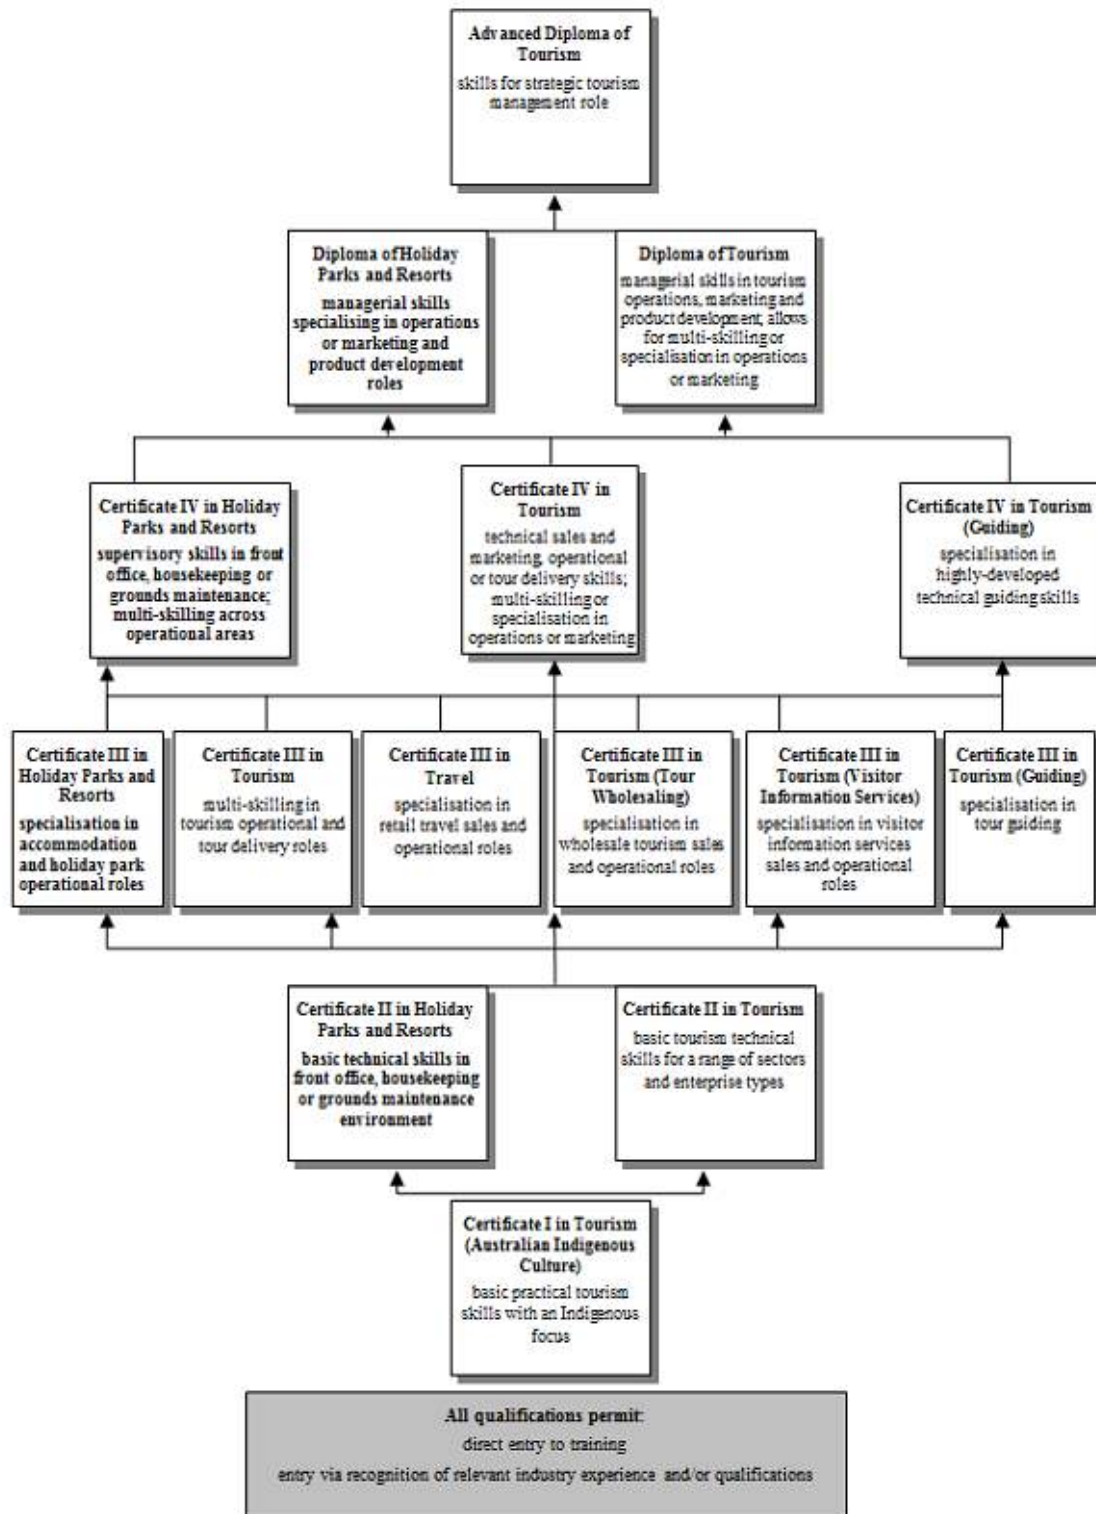 Advanced Diploma of
Tourism
skills for strategic tourism
management role
Diploma of Holiday
Parks and Resorts
managerial skills
specialising in operations
or marketing and
product development
roles
Diploma of Tourism
managerial skills in tourism
operations, marketing and
product development; allows
for multi-skilling or
specialisation in operations
or marketing
Certificate IV in Holiday
Parks and Resorts
supervisory skills in front
office, housekeeping or
grounds maintenance;
multi-skilling across
operational areas
Certificate IV in
Tourism
technical sales and
marketing, operational
or tour delivery skills;
multi-skilling or
specialisation in
operations or marketing
Certificate IV in Tourism
(Guiding)
specialisation in
highly-developed
technical guiding skills
Certificate III in
Holiday Parks and
Resorts
specialisation in
accommodation
and holiday park
operational roles
Certificate III in
Tourism
multi-skilling in
tourism operational and
tour delivery roles
Certificate III in
Travel
specialisation in
retail travel sales and
operational roles
Certificate III in
Tourism (Tour
Wholesaling)
specialisation in
wholesale tourism sales
and operational roles
Certificate III in
Tourism (Visitor
Information Services)
specialisation in visitor
information services
sales and operational
roles
Certificate III in
Tourism (Guiding)
specialisation in
tour guiding
Certificate II in Holiday
Parks and Resorts
basic technical skills in
front office, housekeeping
or grounds maintenance
environment
Certificate II in Tourism
basic tourism technical
skills for a range of sectors
and enterprise types
Certificate I in Tourism
(Australian Indigenous
Culture)
basic practical tourism
skills with an Indigenous
focus
All qualifications permit:
direct entry to training
entry via recognition of relevant industry experience and/or qualifications